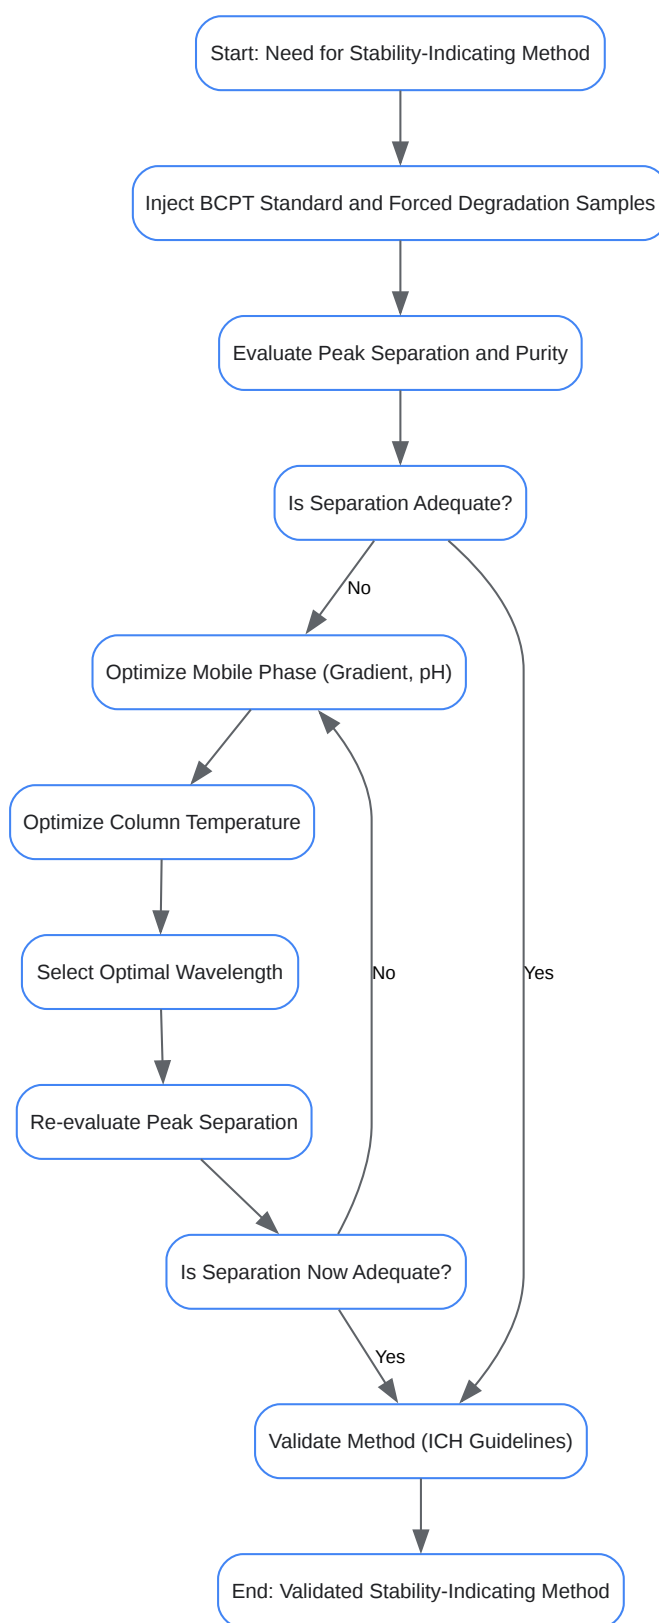 Start: Need for Stability-Indicating Method
Inject BCPT Standard and Forced Degradation Samples
Evaluate Peak Separation and Purity
Is Separation Adequate?
No
Optimize Mobile Phase (Gradient, pH)
Optimize Column Temperature
Select Optimal Wavelength
No
Yes
Re-evaluate Peak Separation
Is Separation Now Adequate?
Yes
Validate Method (ICH Guidelines)
End: Validated Stability-Indicating Method